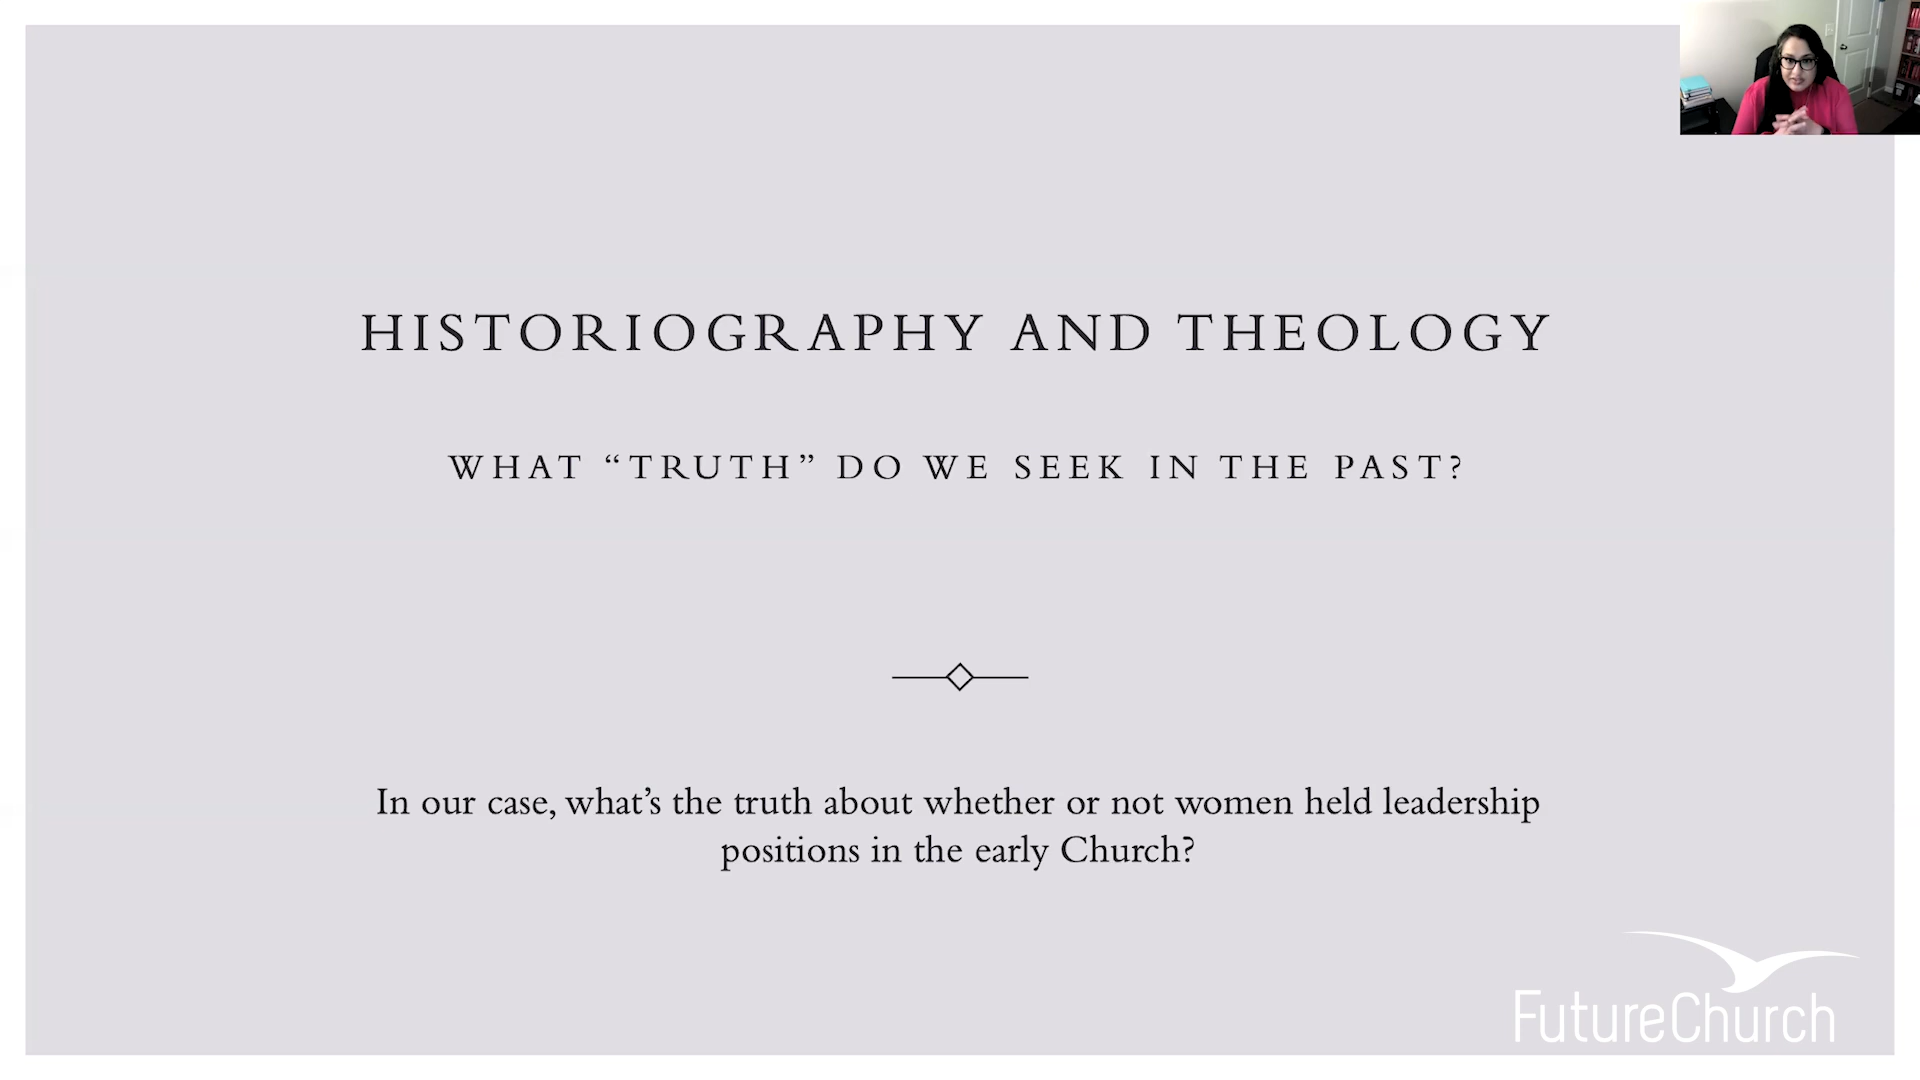 HISTORIOGRAPHY AND THEOLOGY
WHAT “TRUTH” DO WE SEEK IN THE PAST?
In our case, what’s the truth about whether or not women held leadership
positions in the early Church?
FutureChurch